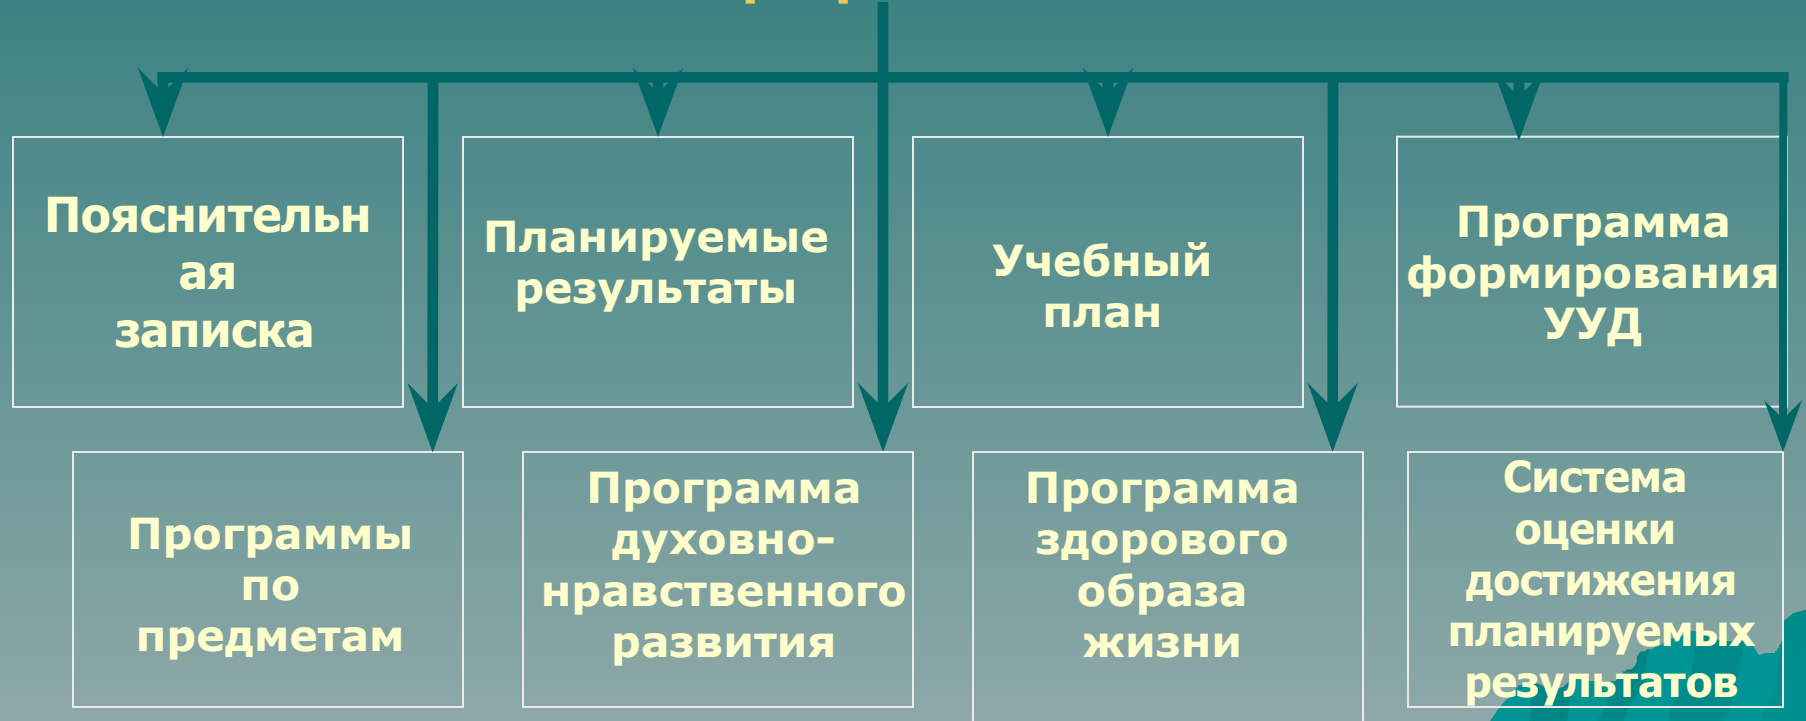 Пояснительн
ая
записка
Планируемые
результаты
Учебный
план
Программа
формирования
УУД
Программы
по
предметам
Программа
духовно-
нравственного
развития
Программа
здорового
образа
жизни
Система
оценки
достижения
планируемых
результатов